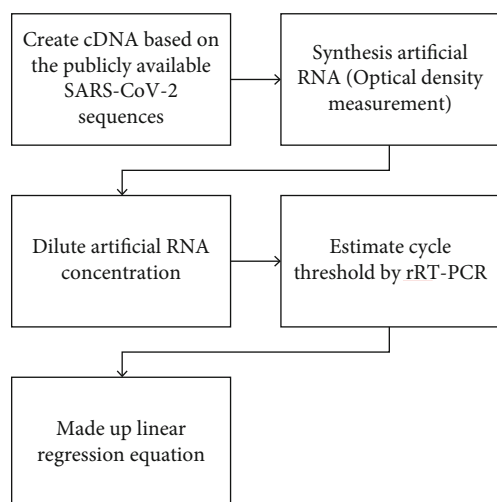 Create cDNA based on
the publicly available
SARS-CoV-2
sequences
Synthesis artificial
RNA (Optical density
measurement)
Dilute artificial RNA
concentration
Estimate cycle
threshold by rRT-PCR
Made up linear
regression equation